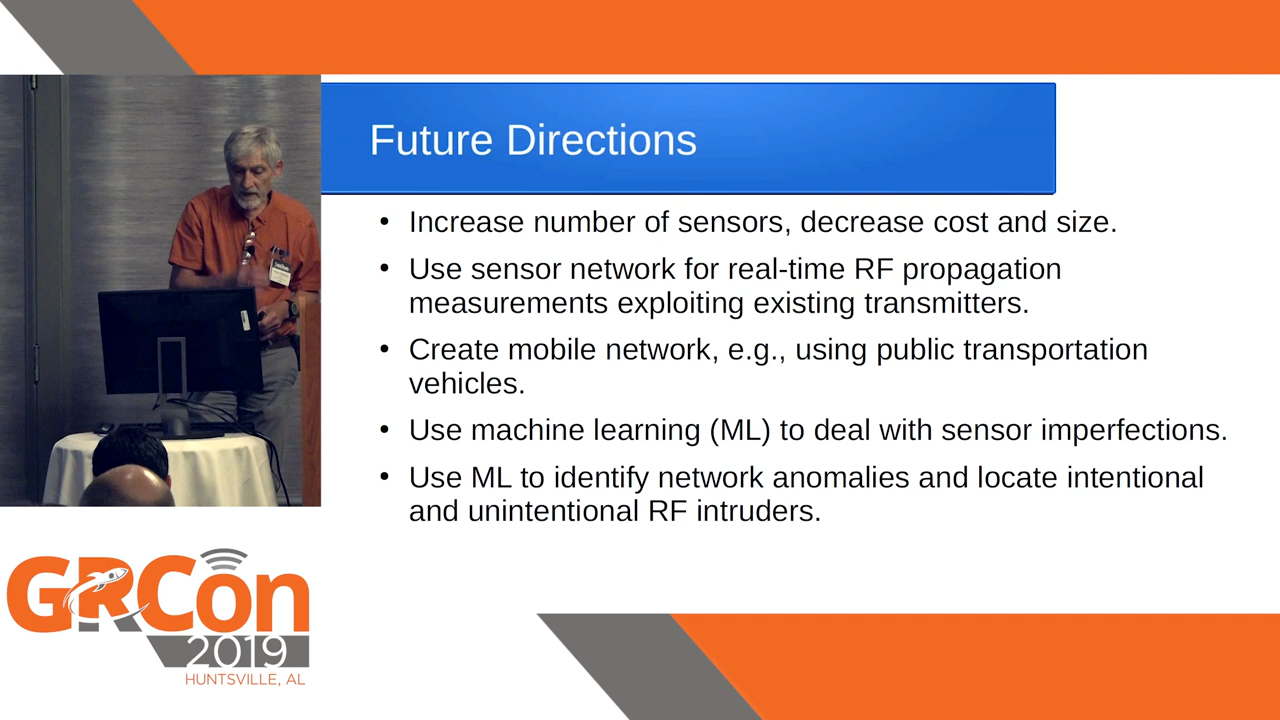 Future Directions
• Increase number of sensors, decrease cost and size.
• Use sensor network for real-time RF propagation
measurements exploiting existing transmitters.
• Create mobile network, e.g., using public transportation
vehicles.
• Use machine learning (ML) to deal with sensor imperfections.
• Use ML to identify network anomalies and locate intentional
and unintentional RF intruders.
GRCon
2019
HUNTSVILLE, AL